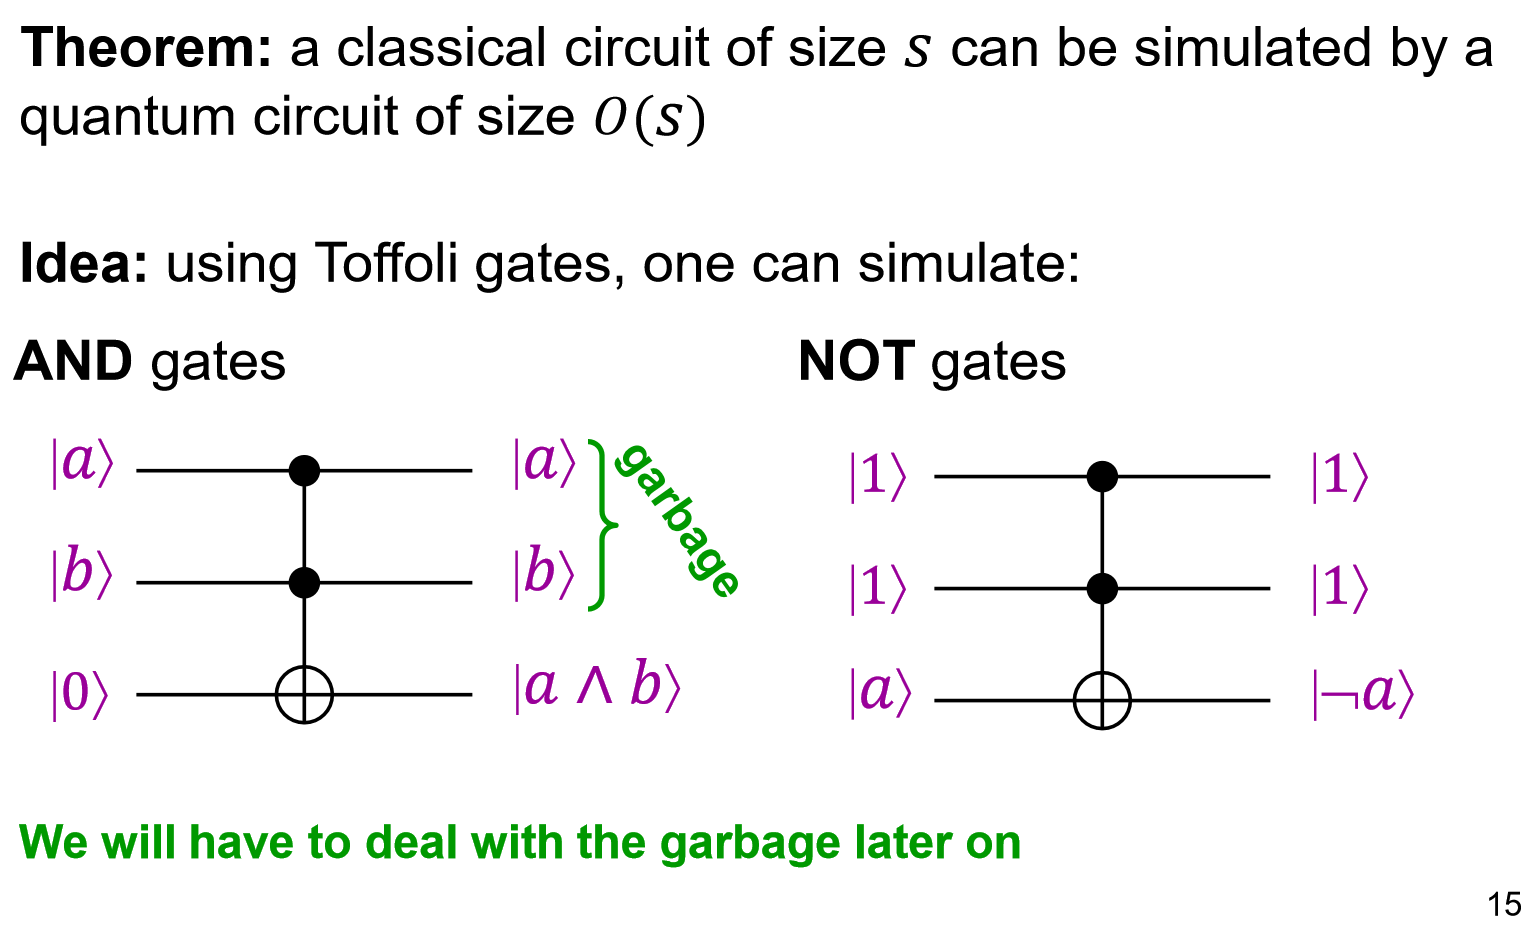 Theorem: a classical circuit of size s can be simulated by a
quantum circuit of size O(s)
Idea: using Toffoli gates, one can simulate:
AND gates
NOT gates
|a⟩ |a⟩
|b⟩ |b⟩
garbage
|0⟩ |a ∧ b⟩
|1⟩ |1⟩
|1⟩ |1⟩
|a⟩ |¬a⟩
We will have to deal with the garbage later on
15